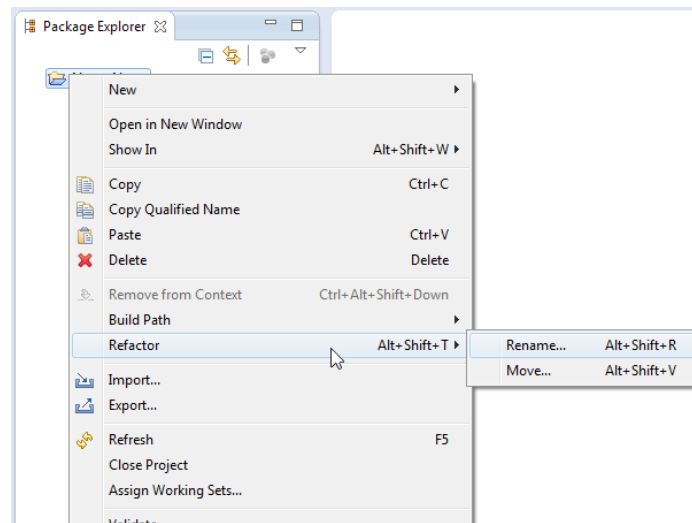 Package Explorer
New
Open in New Window
Show In Alt+Shift+W
Copy Ctrl+C
Copy Qualified Name
Paste Ctrl+V
Delete Delete
Remove from Context Ctrl+Alt+Shift+Down
Build Path
Refactor Alt+Shift+T
Rename... Alt+Shift+R
Move... Alt+Shift+V
Import...
Export...
Refresh F5
Close Project
Assign Working Sets...